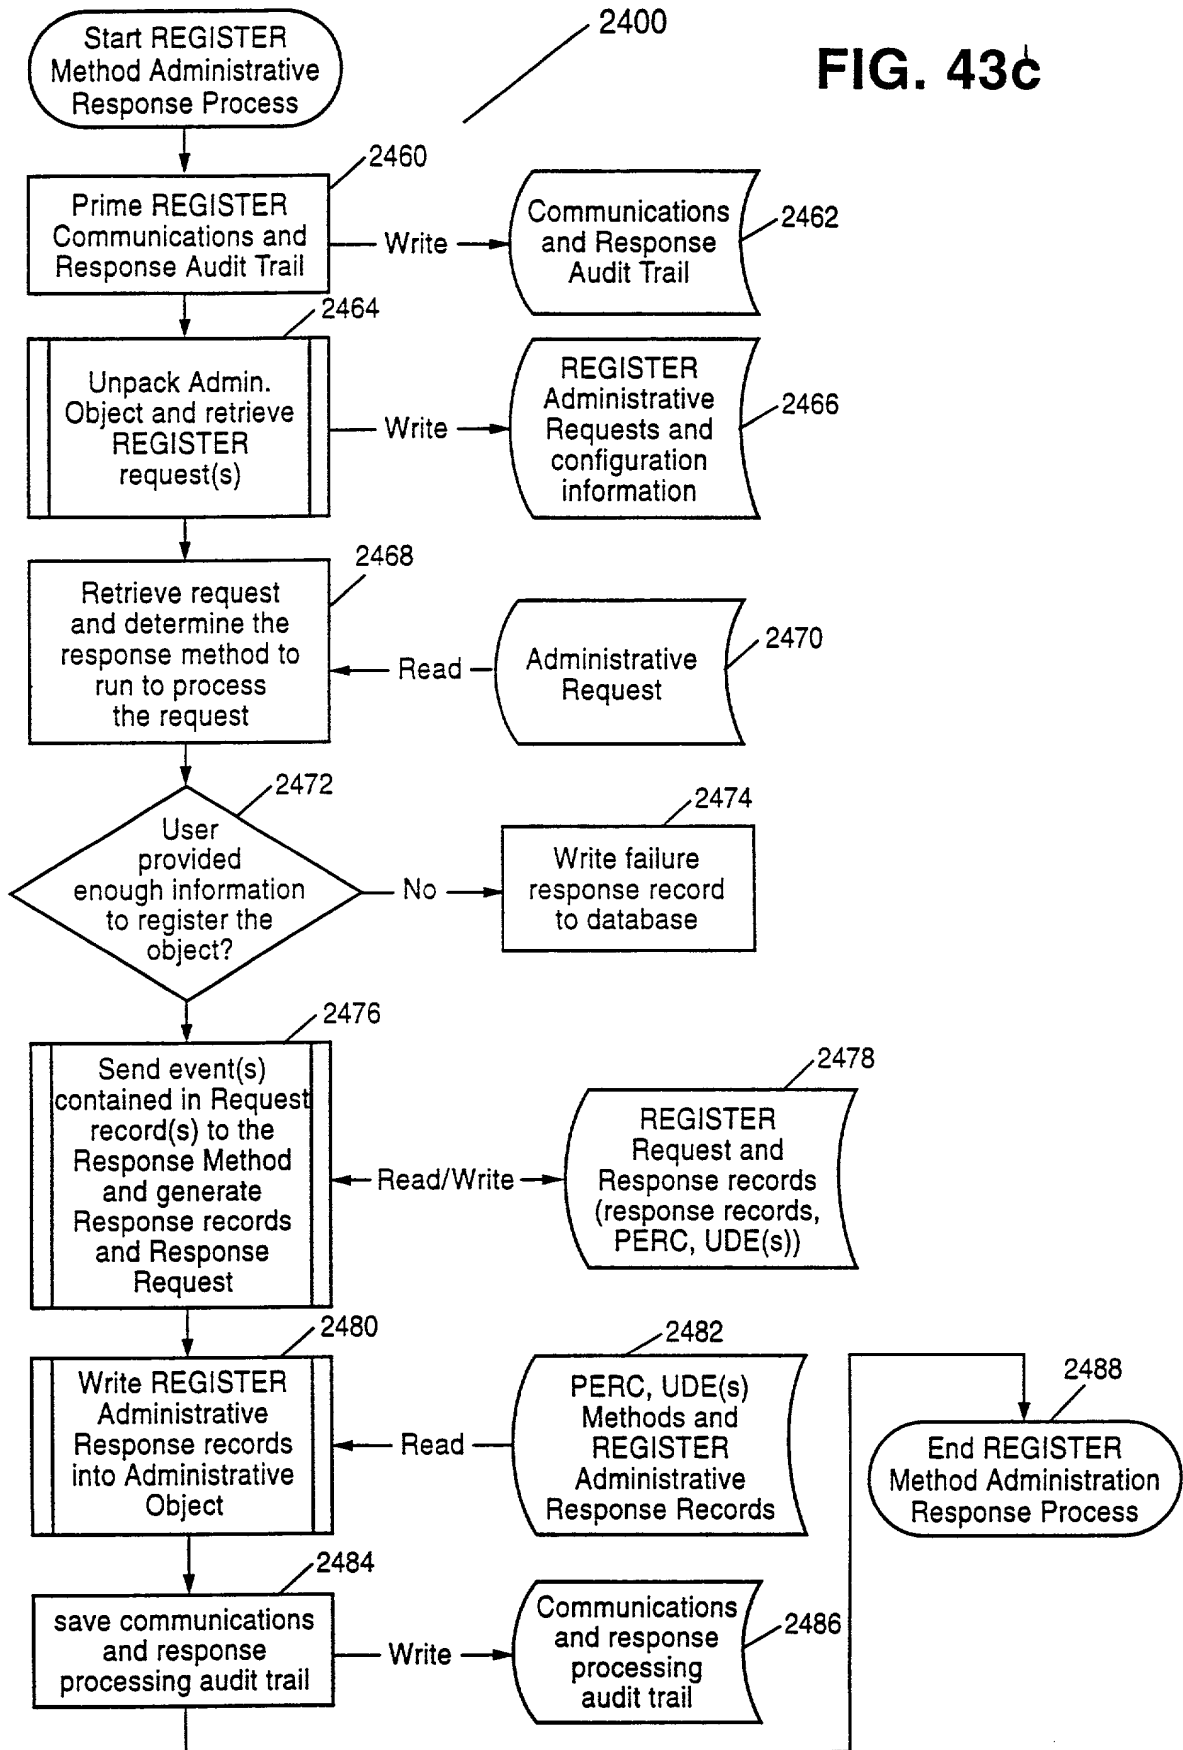 Start REGISTER
Method Administrative
Response Process
2400
FIG. 43c
2460
Prime REGISTER
Communications and
Response Audit Trail
Write
Communications
and Response
Audit Trail
2462
2464
Unpack Admin.
Object and retrieve
REGISTER
request(s)
Write
REGISTER
Administrative
Requests and
configuration
information
2466
2468
Retrieve request
and determine the
response method to
run to process
the request
Read
Administrative
Request
2470
2472
User
provided
enough information
to register the
object?
No
2474
Write failure
response record
to database
2476
Send event(s)
contained in Request
record(s) to the
Response Method
and generate
Response records
and Response
Request
Read/Write
2478
REGISTER
Request and
Response records
(response records,
PERC, UDE(s))
2480
Write REGISTER
Administrative
Response records
into Administrative
Object
Read
2482
PERC, UDE(s)
Methods and
REGISTER
Administrative
Response Records
2488
End REGISTER
Method Administration
Response Process
2484
save communications
and response
processing audit trail
Write
Communications
and response
processing
audit trail
2486